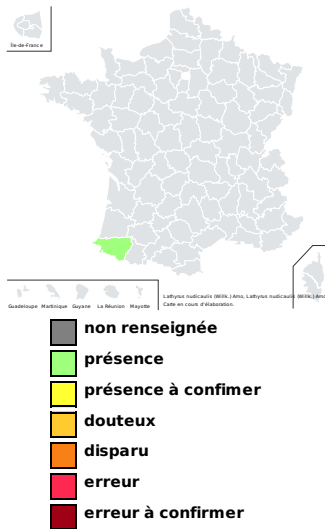 Île-de-France
Guadeloupe Martinique Guyane La Réunion Mayotte
Lathyrus nudicaulis (Willk.) Amo, Lathyrus nudicaulis (Willk.) Amo
Carte en cours d'élaboration.
non renseignée
présence
présence à confimer
douteux
disparu
erreur
erreur à confirmer